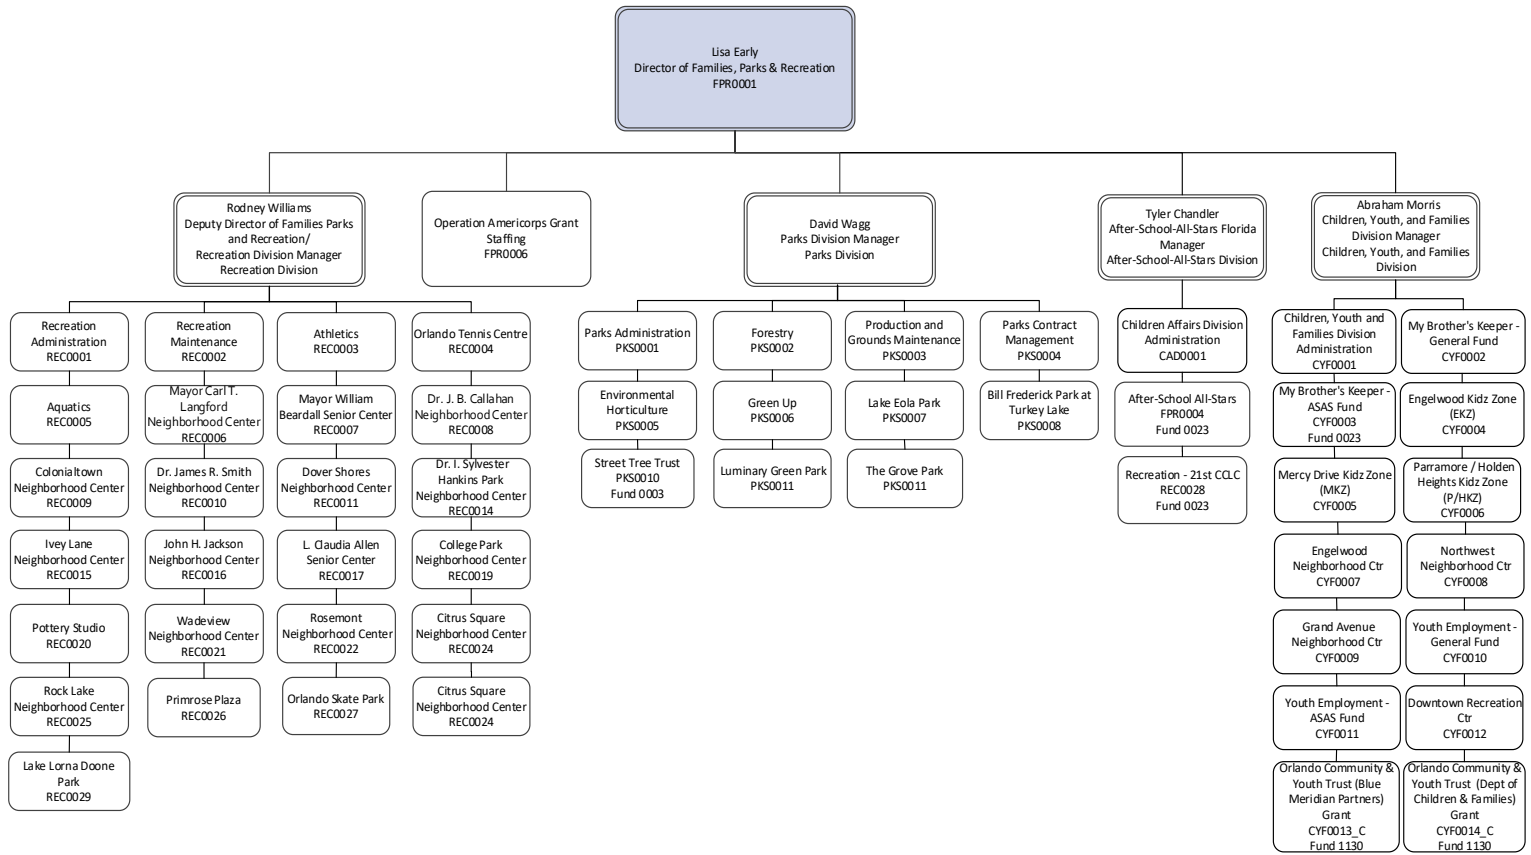 Lisa Early
Director of Families, Parks & Recreation
FPR0001
Rodney Williams
Deputy Director of Families Parks
and Recreation/
Recreation Division Manager
Recreation Division
Operation Americorps Grant
Staffing
FPR0006
David Wagg
Parks Division Manager
Parks Division
Tyler Chandler
After-School-All-Stars Florida
Manager
After-School-All-Stars Division
Abraham Morris
Children, Youth, and Families
Division Manager
Children, Youth, and Families
Division
Recreation
Administration
REC0001
Recreation
Maintenance
REC0002
Athletics
REC0003
Orlando Tennis Centre
REC0004
Aquatics
REC0005
Mayor Carl T.
Langford
Neighborhood Center
REC0006
Mayor William
Beardall Senior Center
REC0007
Dr. J. B. Callahan
Neighborhood Center
REC0008
Colonialtown
Neighborhood Center
REC0009
Dr. James R. Smith
Neighborhood Center
REC0010
Dover Shores
Neighborhood Center
REC0011
Dr. I. Sylvester
Hankins Park
Neighborhood Center
REC0014
Ivey Lane
Neighborhood Center
REC0015
John H. Jackson
Neighborhood Center
REC0016
L. Claudia Allen
Senior Center
REC0017
College Park
Neighborhood Center
REC0019
Pottery Studio
REC0020
Wadeview
Neighborhood Center
REC0021
Rosemont
Neighborhood Center
REC0022
Citrus Square
Neighborhood Center
REC0024
Rock Lake
Neighborhood Center
REC0025
Primrose Plaza
REC0026
Orlando Skate Park
REC0027
Citrus Square
Neighborhood Center
REC0024
Lake Lorna Doone
Park
REC0029
Parks Administration
PKS0001
Forestry
PKS0002
Production and
Grounds Maintenance
PKS0003
Parks Contract
Management
PKS0004
Environmental
Horticulture
PKS0005
Green Up
PKS0006
Lake Eola Park
PKS0007
Bill Frederick Park at
Turkey Lake
PKS0008
Street Tree Trust
PKS0010
Fund 0003
Luminary Green Park
PKS0011
The Grove Park
PKS0011
Children Affairs Division
Administration
CAD0001
After-School All-Stars
FPR0004
Fund 0023
Recreation - 21st CCLC
REC0028
Fund 0023
Children, Youth and
Families Division
Administration
CYF0001
My Brother's Keeper -
General Fund
CYF0002
My Brother's Keeper -
ASAS Fund
CYF0003
Fund 0023
Engelwood Kidz Zone
(EKZ)
CYF0004
Mercy Drive Kidz Zone
(MKZ)
CYF0005
Parramore / Holden
Heights Kidz Zone
(P/HKZ)
CYF0006
Engelwood
Neighborhood Ctr
CYF0007
Northwest
Neighborhood Ctr
CYF0008
Grand Avenue
Neighborhood Ctr
CYF0009
Youth Employment -
General Fund
CYF0010
Youth Employment -
ASAS Fund
CYF0011
Downtown Recreation
Ctr
CYF0012
Orlando Community &
Youth Trust (Blue
Meridian Partners)
Grant
CYF0013_C
Fund 1130
Orlando Community &
Youth Trust (Dept of
Children & Families)
Grant
CYF0014_C
Fund 1130